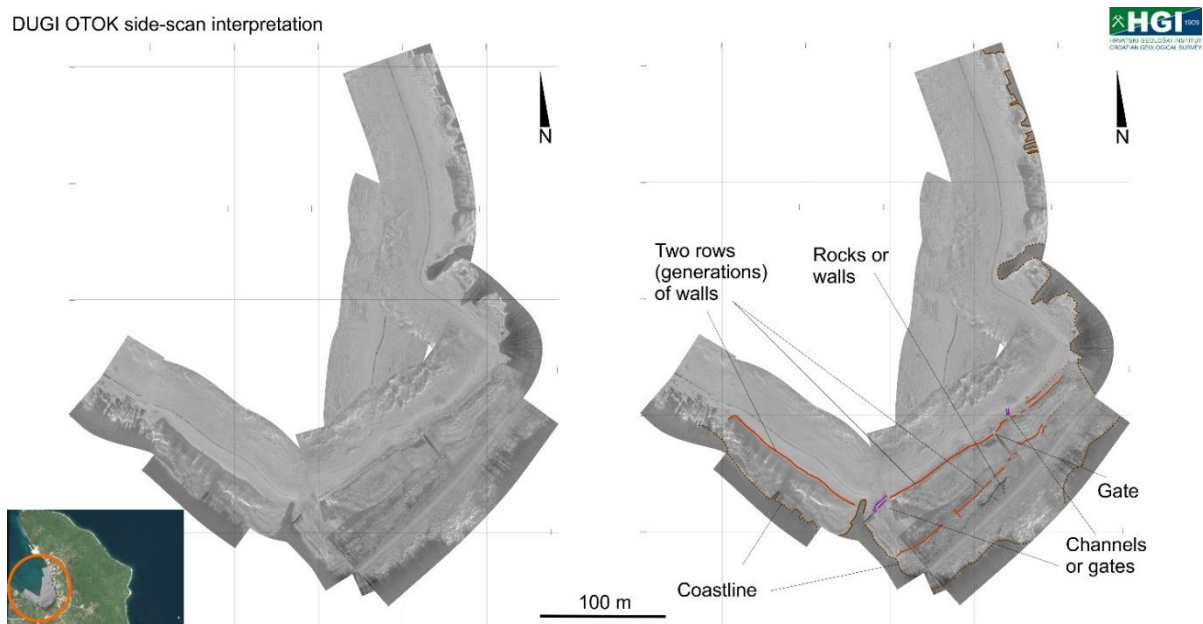 DUGI OTOK side-scan interpretation
HGI
1909
HRVATSKI GEOLOŠKI INSTITUT
CROATIAN GEOLOGICAL SURVEY
N
N
Two rows
(generations)
of walls
Rocks or
walls
Gate
Channels
or gates
Coastline
100 m